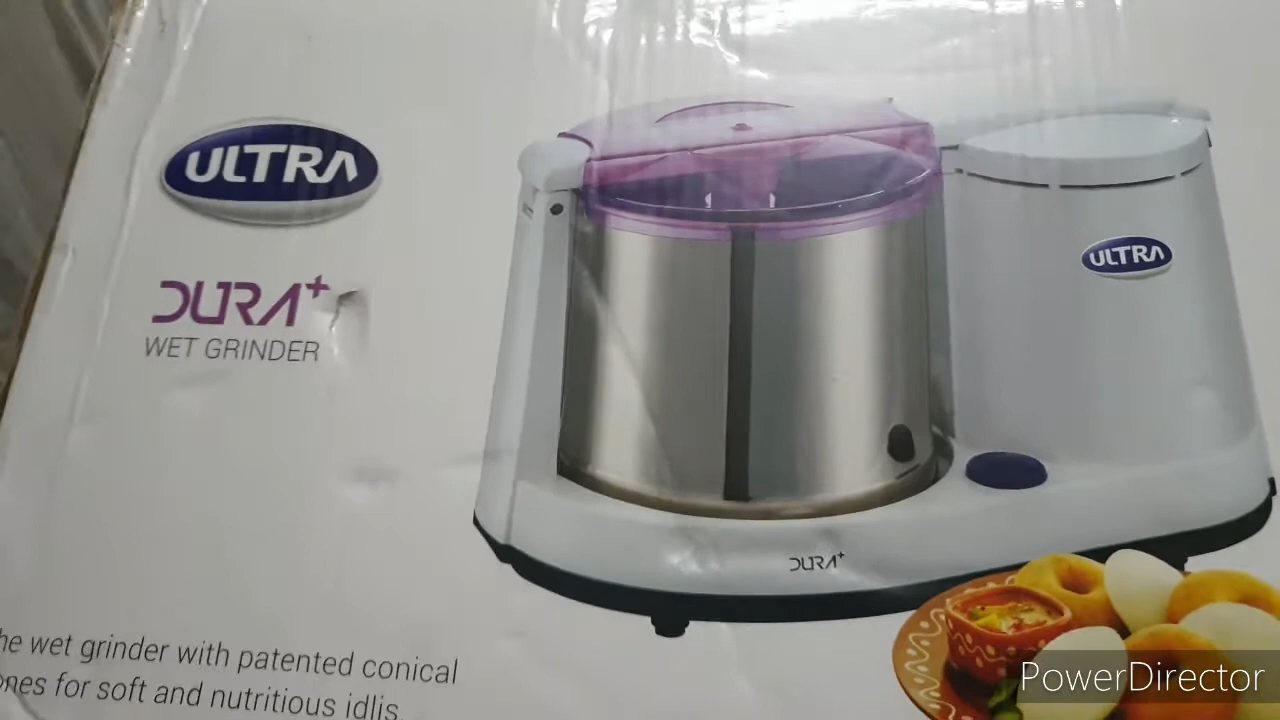 ULTRA
DURA+
WET GRINDER
ULTRA
DURA+
he wet grinder with patented conical
ones for soft and nutritious idlis.
PowerDirector